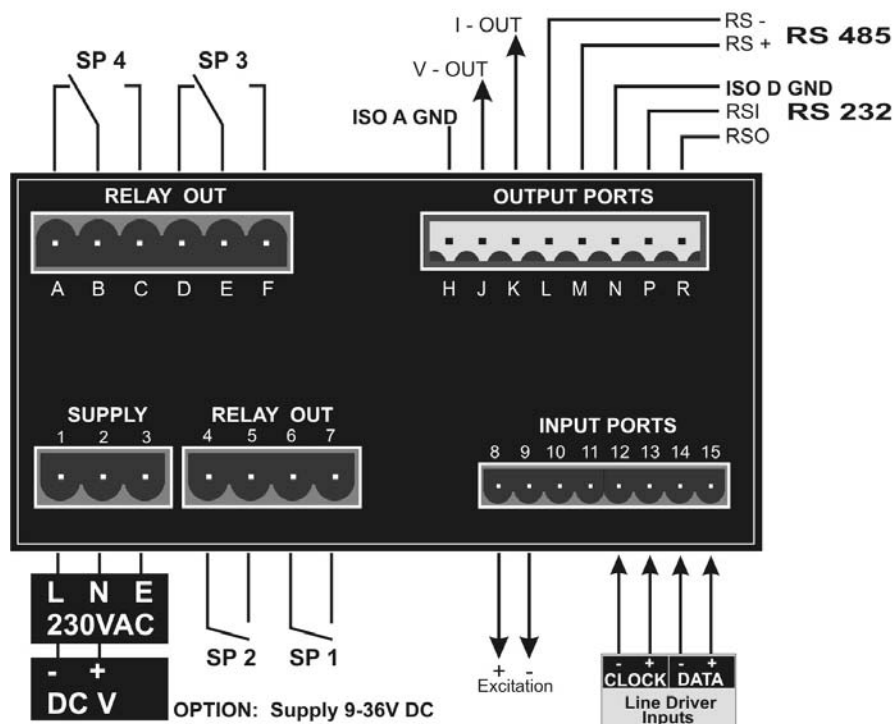 I - OUT
RS -
RS +
RS 485
SP 4
SP 3
V - OUT
ISO A GND
ISO D GND
RSI
RS 232
RSO
RELAY OUT
OUTPUT PORTS
A B C D E F
H J K L M N P R
SUPPLY
RELAY OUT
INPUT PORTS
1 2 3
4 5 6 7
8 9 10 11 12 13 14 15
L N E
230VAC
- +
DC V
SP 2
SP 1
OPTION: Supply 9-36V DC
+ -
Excitation
- + - +
CLOCK DATA
Line Driver
Inputs